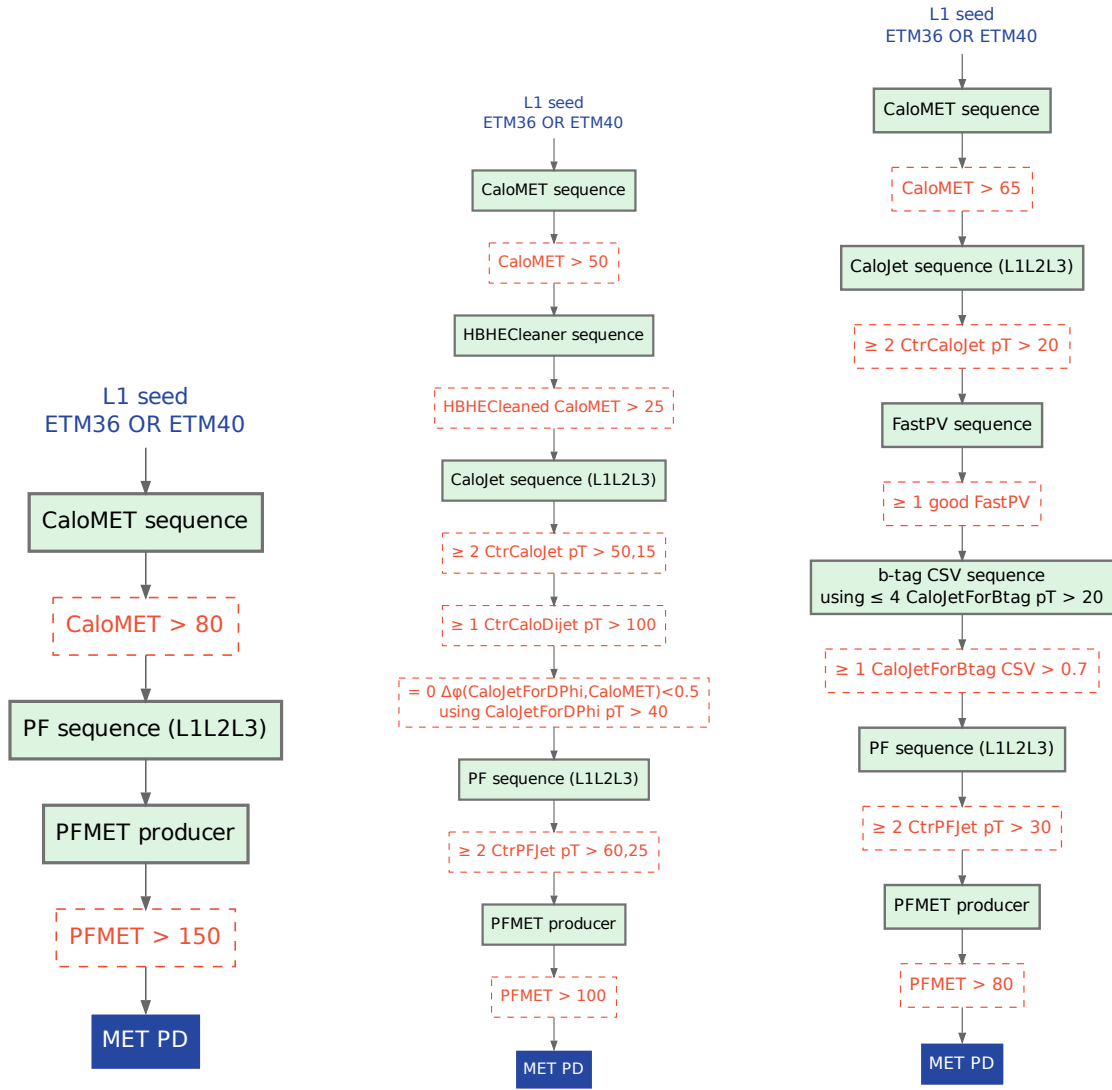 L1 seed
ETM36 OR ETM40
CaloMET sequence
CaloMET > 80
PF sequence (L1L2L3)
PFMET producer
PFMET > 150
MET PD
L1 seed
ETM36 OR ETM40
CaloMET sequence
CaloMET > 50
HBHECleaner sequence
HBHECleaned CaloMET > 25
CaloJet sequence (L1L2L3)
≥ 2 CtrCaloJet pT > 50,15
≥ 1 CtrCaloDijet pT > 100
= 0 Δφ(CaloJetForDPhi,CaloMET)<0.5
using CaloJetForDPhi pT > 40
PF sequence (L1L2L3)
≥ 2 CtrPFJet pT > 60,25
PFMET producer
PFMET > 100
MET PD
L1 seed
ETM36 OR ETM40
CaloMET sequence
CaloMET > 65
CaloJet sequence (L1L2L3)
≥ 2 CtrCaloJet pT > 20
FastPV sequence
≥ 1 good FastPV
b-tag CSV sequence
using ≤ 4 CaloJetForBtag pT > 20
≥ 1 CaloJetForBtag CSV > 0.7
PF sequence (L1L2L3)
≥ 2 CtrPFJet pT > 30
PFMET producer
PFMET > 80
MET PD